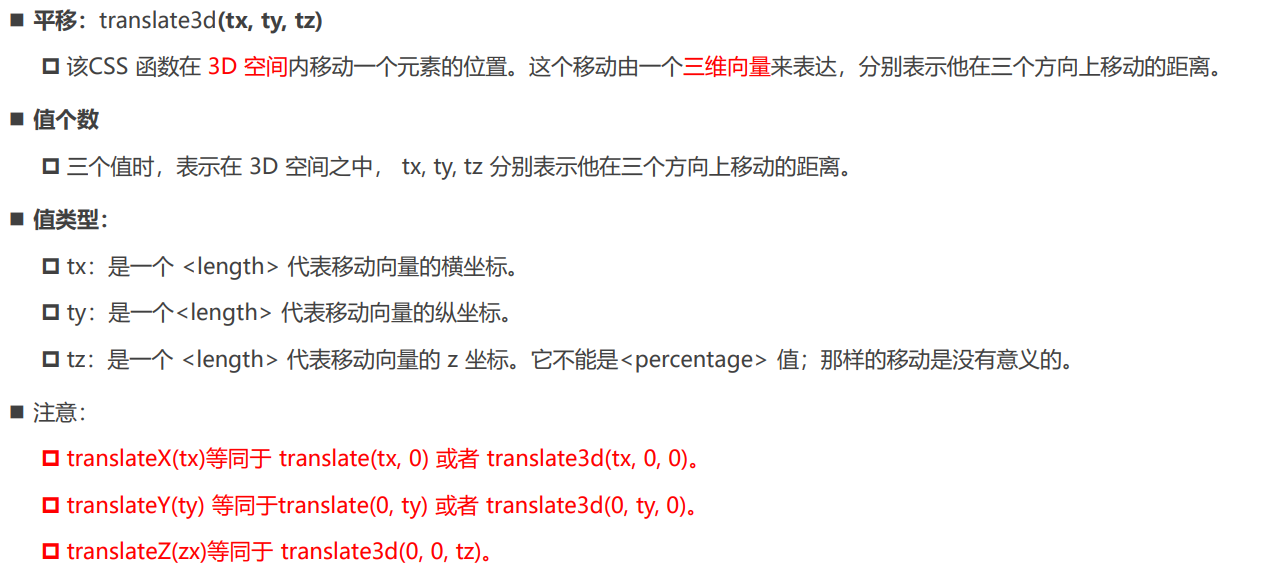 平移：translate3d(tx, ty, tz)
该CSS 函数在 3D 空间内移动一个元素的位置。这个移动由一个三维向量来表达，分别表示他在三个方向上移动的距离。
值个数
三个值时，表示在 3D 空间之中， tx, ty, tz 分别表示他在三个方向上移动的距离。
值类型：
tx：是一个 <length> 代表移动向量的横坐标。
ty：是一个<length> 代表移动向量的纵坐标。
tz：是一个 <length> 代表移动向量的 z 坐标。它不能是<percentage> 值；那样的移动是没有意义的。
注意：
translateX(tx)等同于 translate(tx, 0) 或者 translate3d(tx, 0, 0)。
translateY(ty) 等同于translate(0, ty) 或者 translate3d(0, ty, 0)。
translateZ(zx)等同于 translate3d(0, 0, tz)。